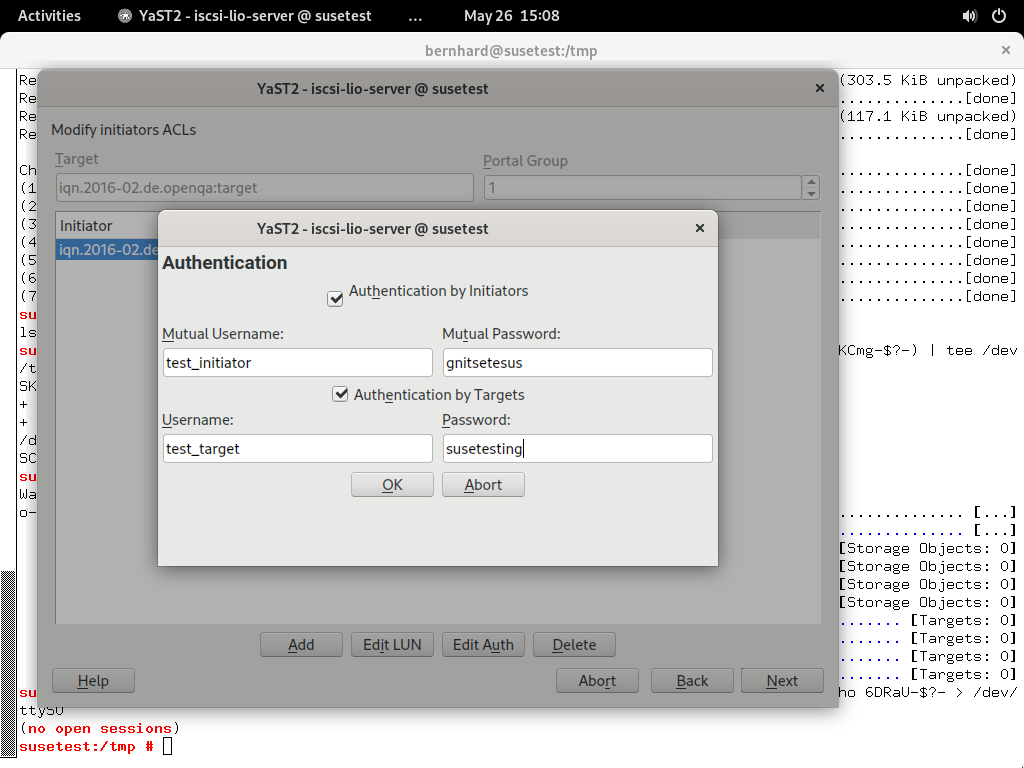 Activities YaST2 - iscsi-lio-server @ susetest ... May 26 15:08
bernhard@susetest:/tmp
Re (303.5 KiB unpacked)
Re ..............[done]
Re (117.1 KiB unpacked)
Re ..............[done]
Ch ..............[done]
(1 ..............[done]
(2 ..............[done]
(3 ..............[done]
(4 ..............[done]
(5 ..............[done]
(6 ..............[done]
(7 ..............[done]
su
ls
su KCmg-$?-) | tee /dev
/t
SK
+
+
/d
SC
su
Wa
o- .............. [...]
.............. [...]
[Storage Objects: 0]
[Storage Objects: 0]
[Storage Objects: 0]
[Storage Objects: 0]
....... [Targets: 0]
....... [Targets: 0]
....... [Targets: 0]
....... [Targets: 0]
su ho 6DRaU-$?- > /dev/
ttyS0
(no open sessions)
susetest:/tmp #
YaST2 - iscsi-lio-server @ susetest
Modify initiators ACLs
Target Portal Group
iqn.2016-02.de.openqa:target 1
Initiator
iqn.2016-02.de
YaST2 - iscsi-lio-server @ susetest
Authentication
Authentication by Initiators
Mutual Username: Mutual Password:
test_initiator gnitsetesus
Authentication by Targets
Username: Password:
test_target susetesting
OK Abort
Add Edit LUN Edit Auth Delete
Help Abort Back Next